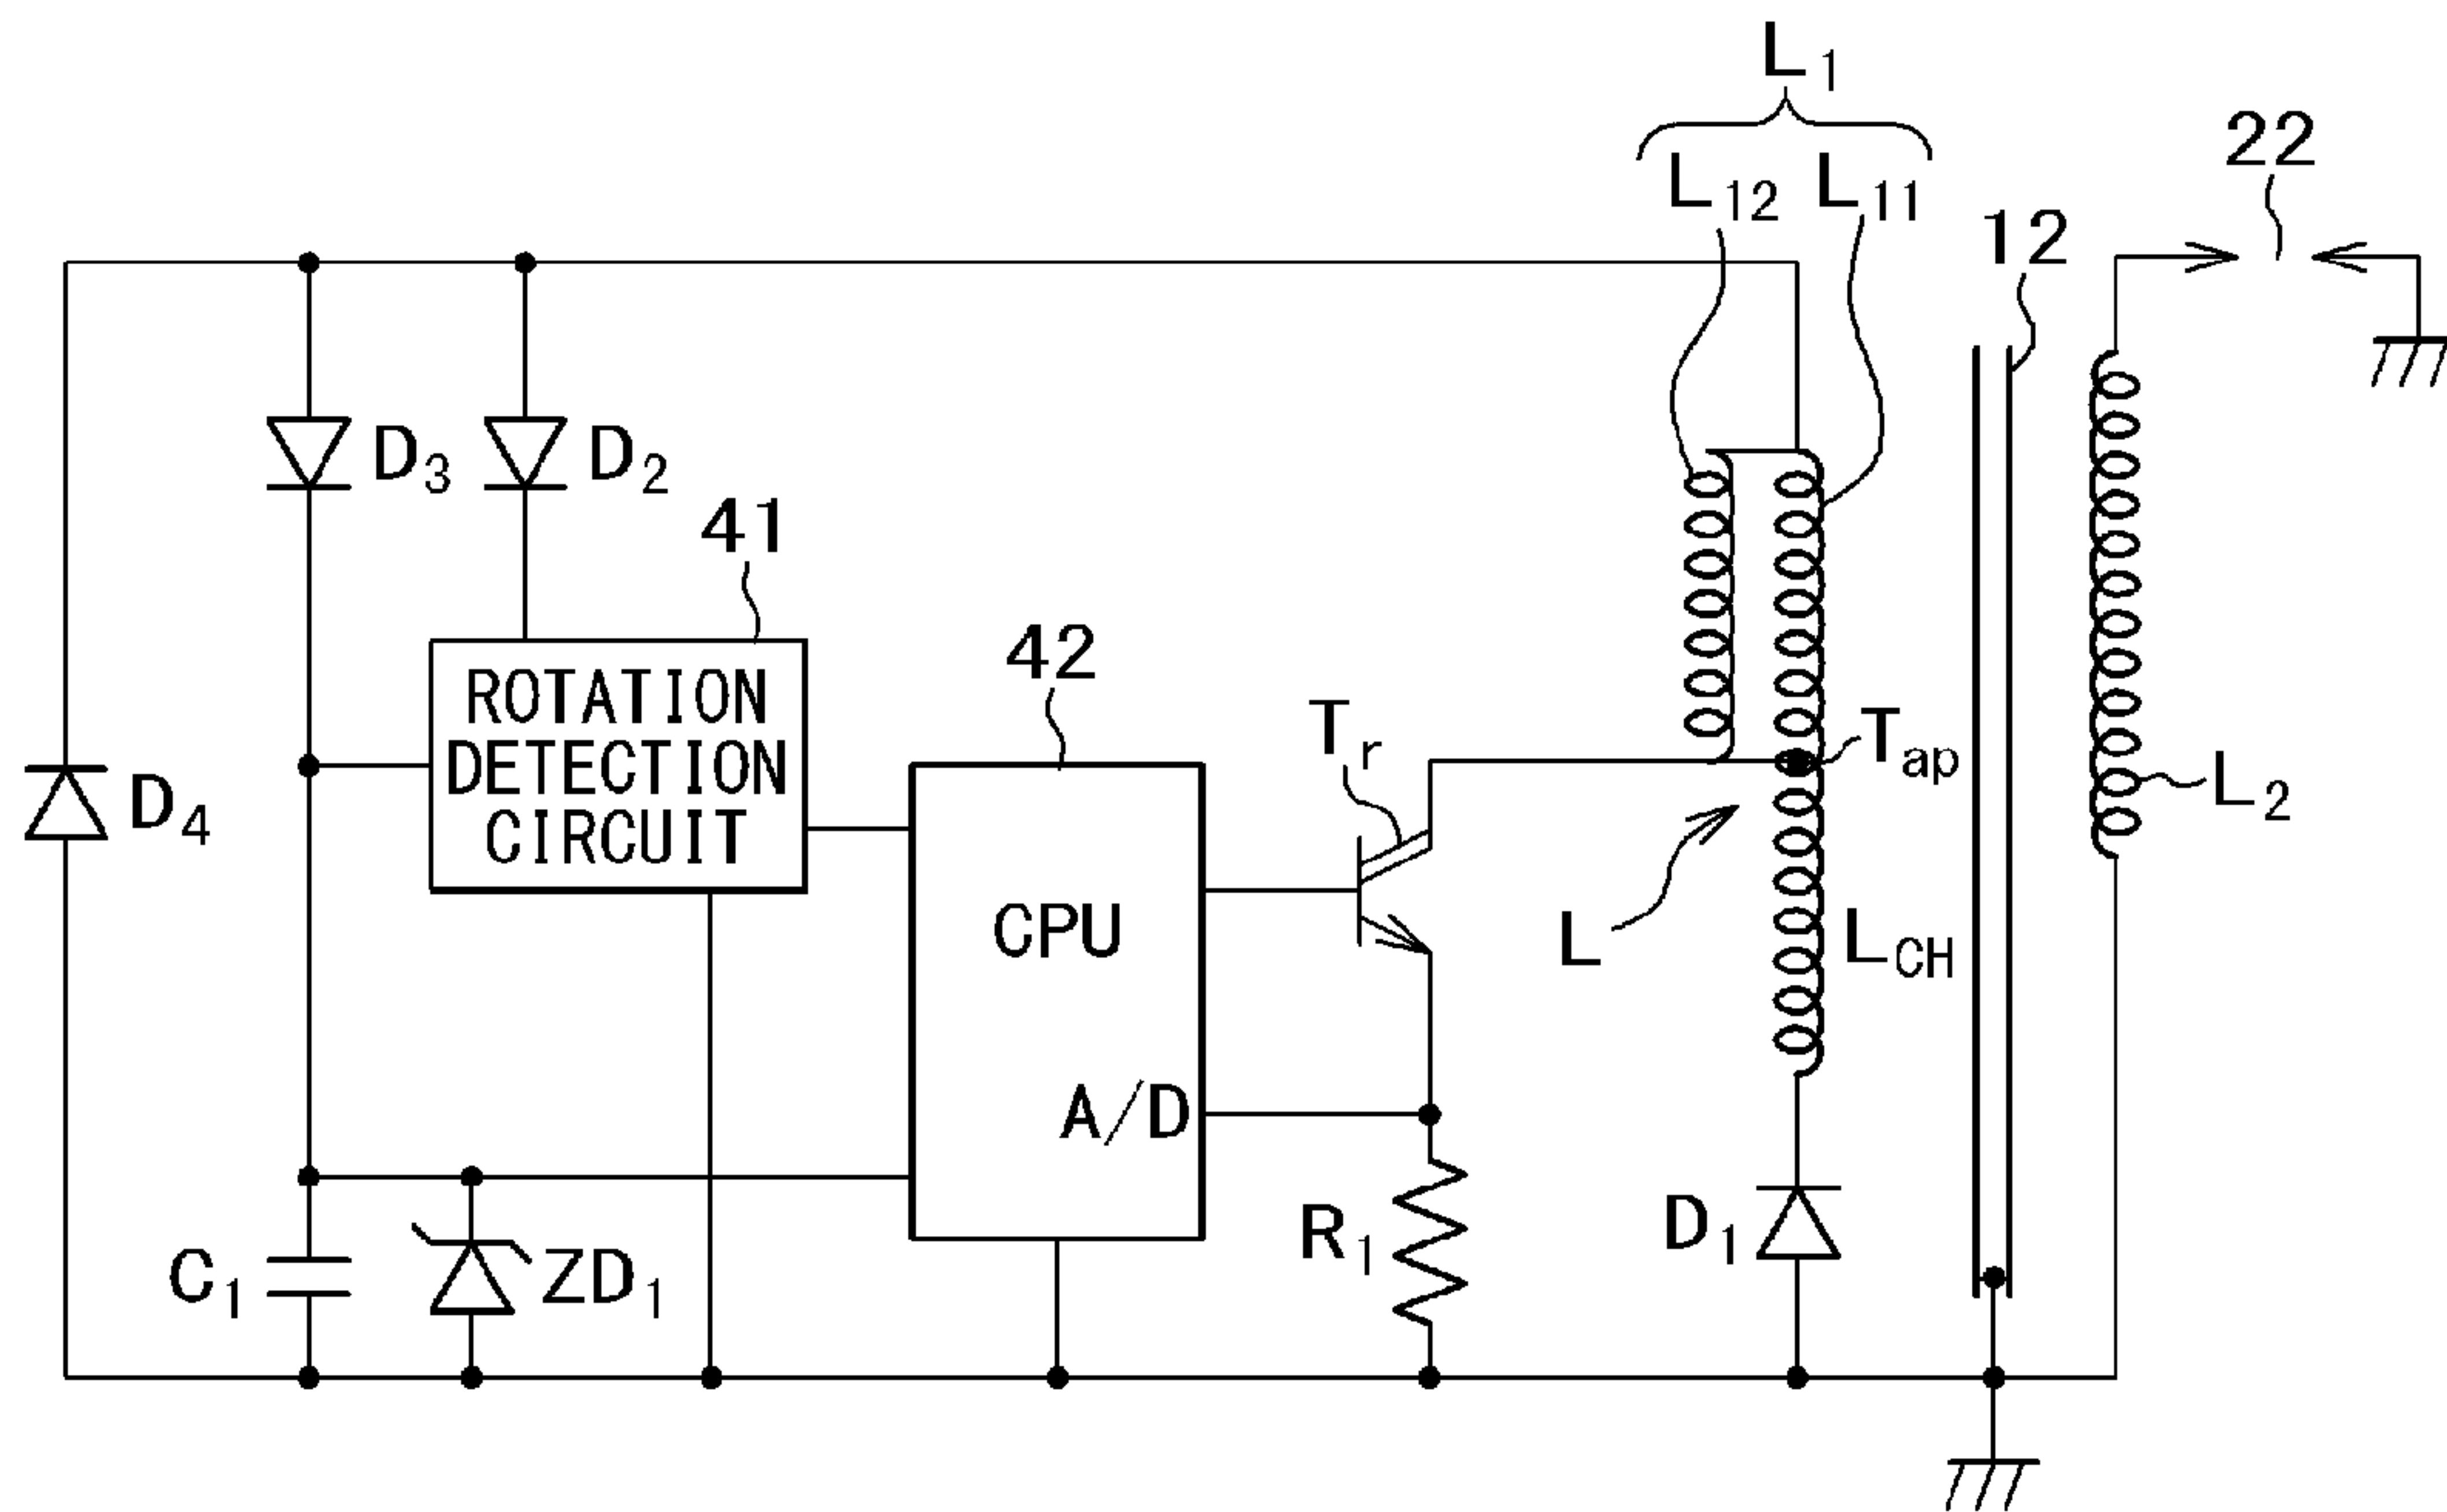 L1
L12 L11
22
12
D3 D2
41
ROTATION
DETECTION
CIRCUIT
42
Tr
Tap
D4
L2
CPU
L
LCH
A/D
C1
ZD1
R1
D1